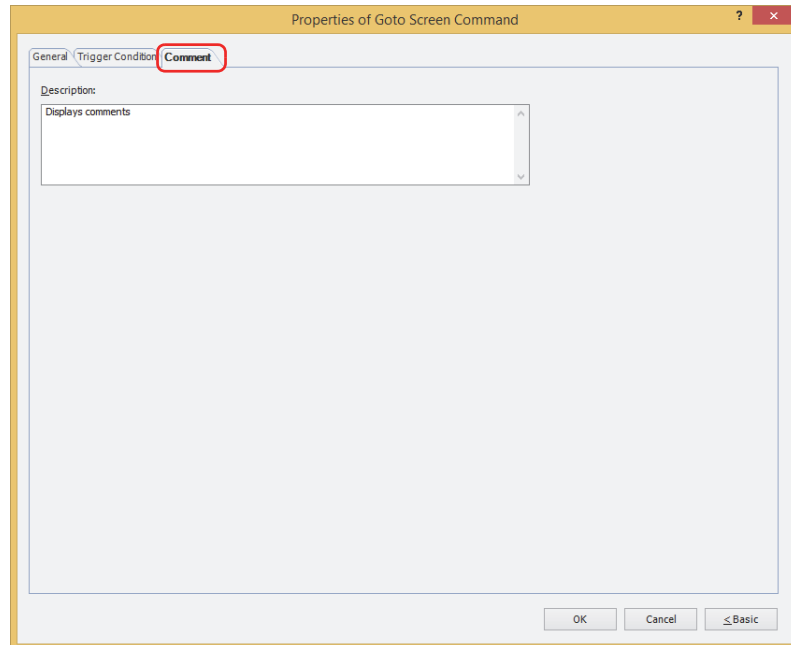 Properties of Goto Screen Command
?
General Trigger Condition Comment
Description:
Displays comments
OK Cancel < Basic